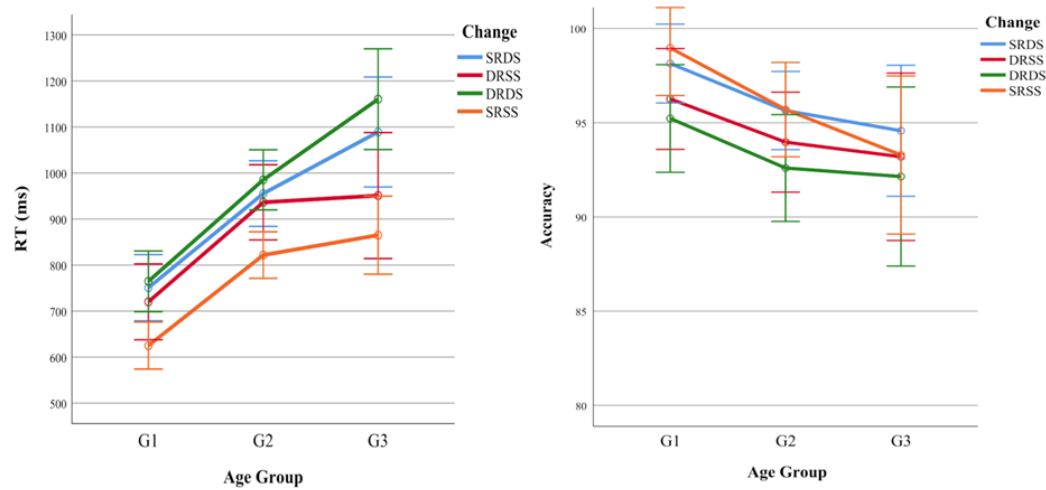 Change
SRDS
DRSS
DRDS
SRSS
RT (ms)
1300
1200
1100
1000
900
800
700
600
500
G1 G2 G3
Age Group
Change
SRDS
DRSS
DRDS
SRSS
Accuracy
100
95
90
85
80
G1 G2 G3
Age Group